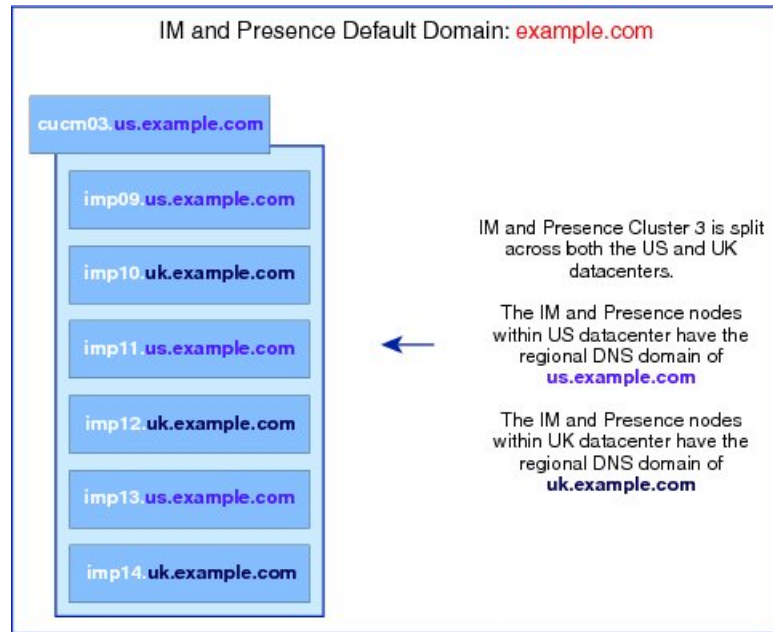 IM and Presence Default Domain: example.com
cucm03.us.example.com
imp09.us.example.com
imp10.uk.example.com
imp11.us.example.com
imp12.uk.example.com
imp13.us.example.com
imp14.uk.example.com
IM and Presence Cluster 3 is split
across both the US and UK
datacenters.
The IM and Presence nodes
within US datacenter have the
regional DNS domain of
us.example.com
The IM and Presence nodes
within UK datacenter have the
regional DNS domain of
uk.example.com